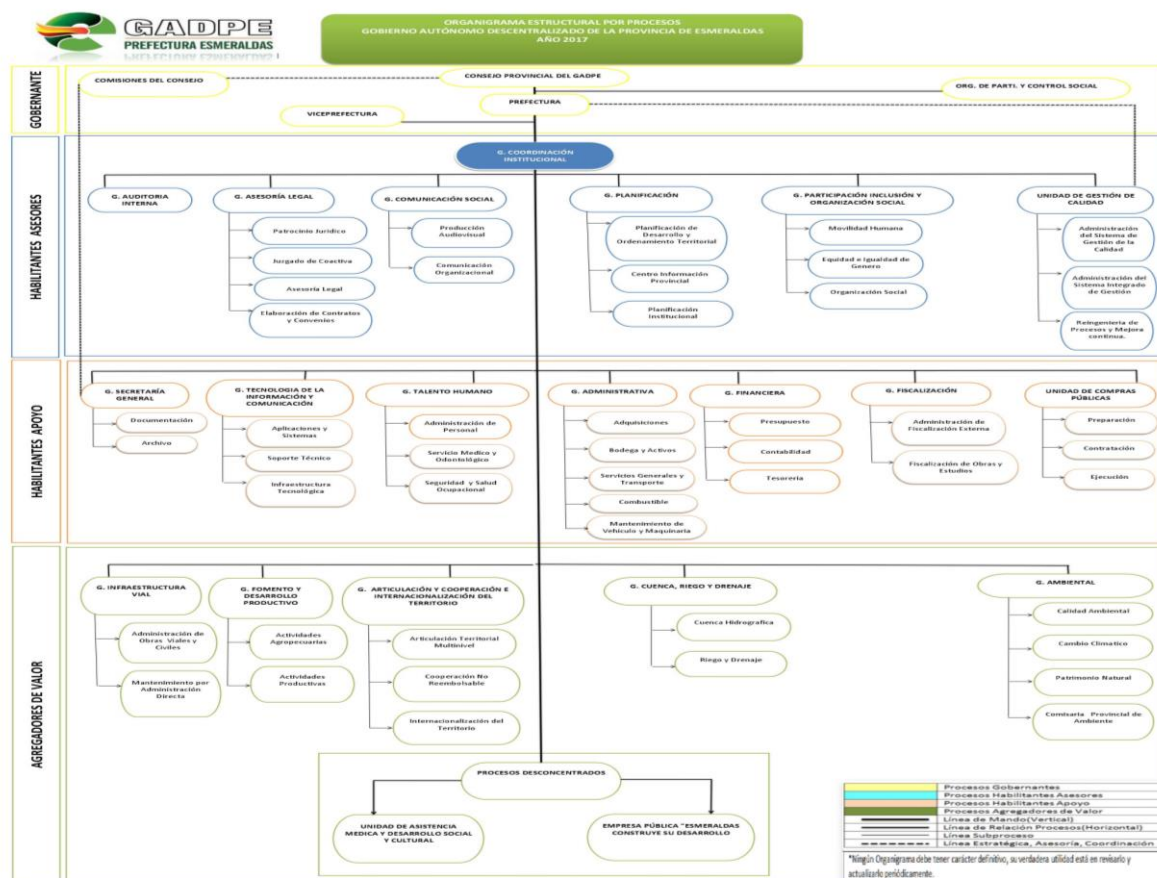 GADPE
PREFECTURA ESMERALDAS
ORGANIGRAMA ESTRUCTURAL POR PROCESOS
GOBIERNO AUTÓNOMO DESCENTRALIZADO DE LA PROVINCIA DE ESMERALDAS
AÑO 2017
GOBERNANTE
COMISIONES DEL CONSEJO
CONSEJO PROVINCIAL DEL GADPE
ORG. DE PARTI. Y CONTROL SOCIAL
PREFECTURA
VICEPREFECTURA
HABILITANTES ASESORES
G. COORDINACIÓN
INSTITUCIONAL
G. AUDITORIA
INTERNA
G. ASESORÍA LEGAL
Patrocinio Jurídico
Juzgado de Coactiva
Asesoría Legal
Elaboración de Contratos
y Convenios
G. COMUNICACIÓN SOCIAL
Producción
Audiovisual
Comunicación
Organizacional
G. PLANIFICACIÓN
Planificación de
Desarrollo y
Ordenamiento Territorial
Centro Información
Provincial
Planificación
Institucional
G. PARTICIPACIÓN INCLUSIÓN Y
ORGANIZACIÓN SOCIAL
Movilidad Humana
Equidad e Igualdad de
Genero
Organización Social
UNIDAD DE GESTIÓN DE
CALIDAD
Administración
del Sistema de
Gestión de la
Calidad
Administración del
Sistema Integrado
de Gestión
Reingenieria de
Procesos y Mejora
continua.
HABILITANTES APOYO
G. SECRETARÍA
GENERAL
Documentación
Archivo
G. TECNOLOGIA DE LA
INFORMACIÓN Y
COMUNICACIÓN
Aplicaciones y
Sistemas
Soporte Técnico
Infraestructura
Tecnológica
G. TALENTO HUMANO
Administración de
Personal
Servicio Medico y
Odontológico
Seguridad y Salud
Ocupacional
G. ADMINISTRATIVA
Adquisiciones
Bodega y Activos
Servicios Generales y
Transporte
Combustible
Mantenimiento de
Vehículo y Maquinaria
G. FINANCIERA
Presupuesto
Contabilidad
Tesorería
G. FISCALIZACIÓN
Administración de
Fiscalización Externa
Fiscalización de Obras y
Estudios
UNIDAD DE COMPRAS
PÚBLICAS
Preparación
Contratación
Ejecución
AGREGADORES DE VALOR
G. INFRAESTRUCTURA
VIAL
Administración de
Obras Viales y
Civiles
Mantenimiento por
Administración
Directa
G. FOMENTO Y
DESARROLLO
PRODUCTIVO
Actividades
Agropecuarias
Actividades
Productivas
G. ARTICULACIÓN Y COOPERACIÓN E
INTERNACIONALIZACIÓN DEL
TERRITORIO
Articulación Territorial
Multinivel
Cooperación No
Reembolsable
Internacionalización del
Territorio
G. CUENCA, RIEGO Y DRENAJE
Cuenca Hidrografica
Riego y Drenaje
G. AMBIENTAL
Calidad Ambiental
Cambio Climatico
Patrimonio Natural
Comisaria Provincial de
Ambiente
PROCESOS DESCONCENTRADOS
UNIDAD DE ASISTENCIA
MEDICA Y DESARROLLO SOCIAL
Y CULTURAL
EMPRESA PÚBLICA "ESMERALDAS
CONSTRUYE SU DESARROLLO
Procesos Gobernantes
Procesos Habilitantes Asesores
Procesos Habilitantes Apoyo
Procesos Agregadores de Valor
Línea de Mando(Vertical)
Línea de Relación Procesos(Horizontal)
Línea Subproceso
Línea Estratégica, Asesoría, Coordinación
*Ningún Organigrama debe tener carácter definitivo, su verdadera utilidad está en revisarlo y
actualizarlo periódicamente.